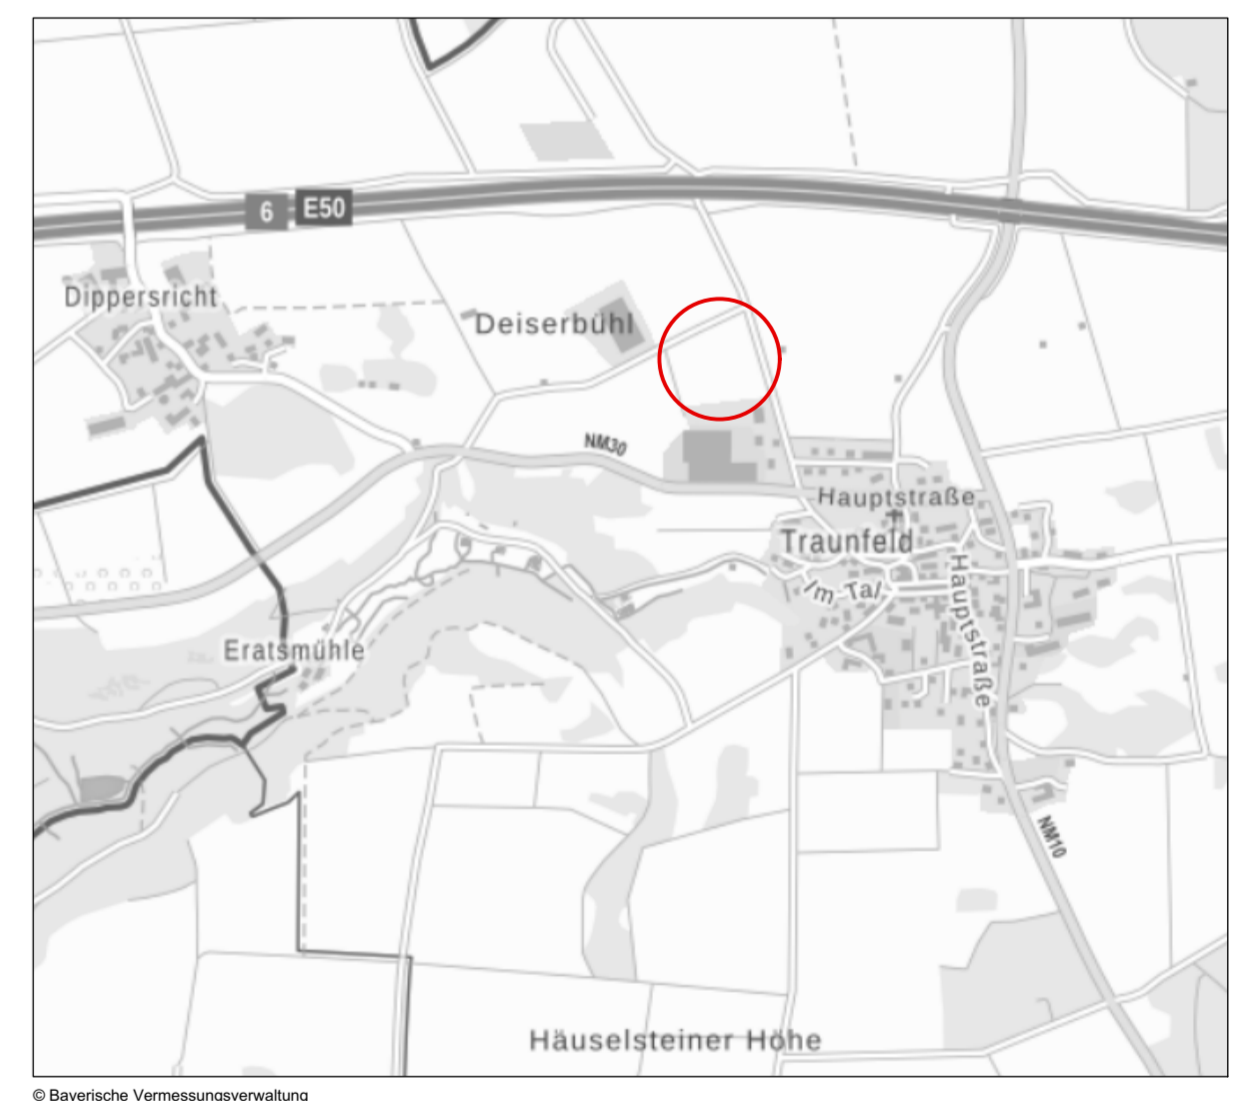 6
E50
Dippersricht
Deiserbühl
NM30
Hauptstraße
Traunfeld
Im Tal
Hauptstraße
Eratsmühle
NM10
Häuselsteiner Höhe
© Bayerische Vermessungsverwaltung